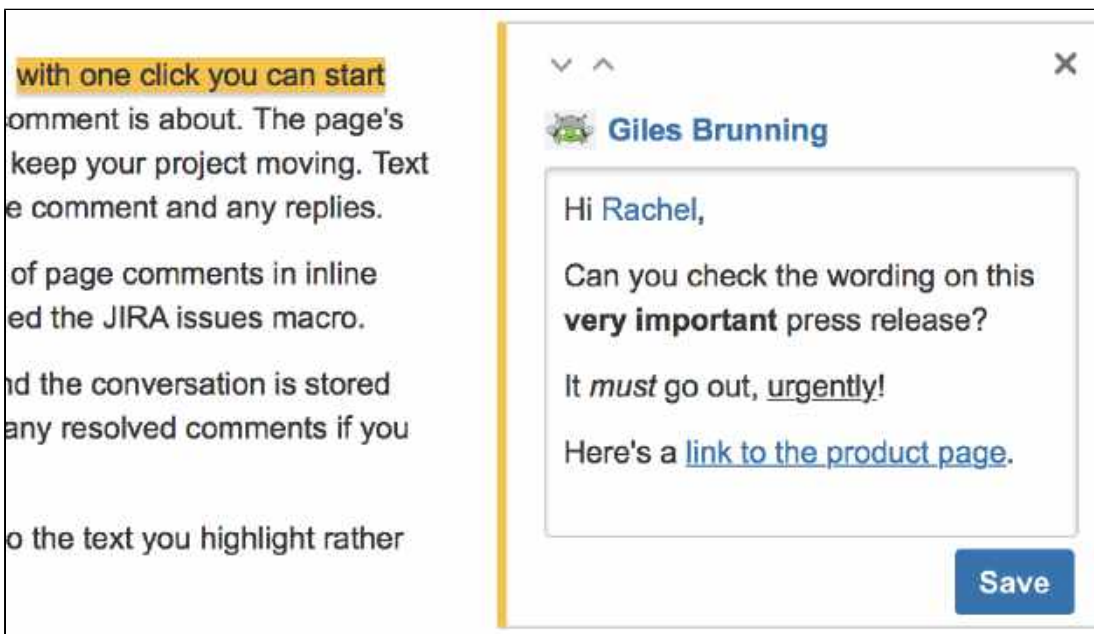 with one click you can start
omment is about. The page's
keep your project moving. Text
e comment and any replies.
of page comments in inline
ed the JIRA issues macro.
nd the conversation is stored
any resolved comments if you
o the text you highlight rather
Giles Brunning
Hi Rachel,
Can you check the wording on this
very important press release?
It must go out, urgently!
Here's a link to the product page.
Save